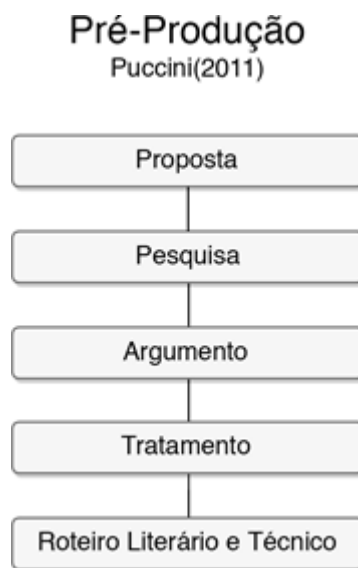 Pré-Produção
Puccini(2011)
Proposta
Pesquisa
Argumento
Tratamento
Roteiro Literário e Técnico